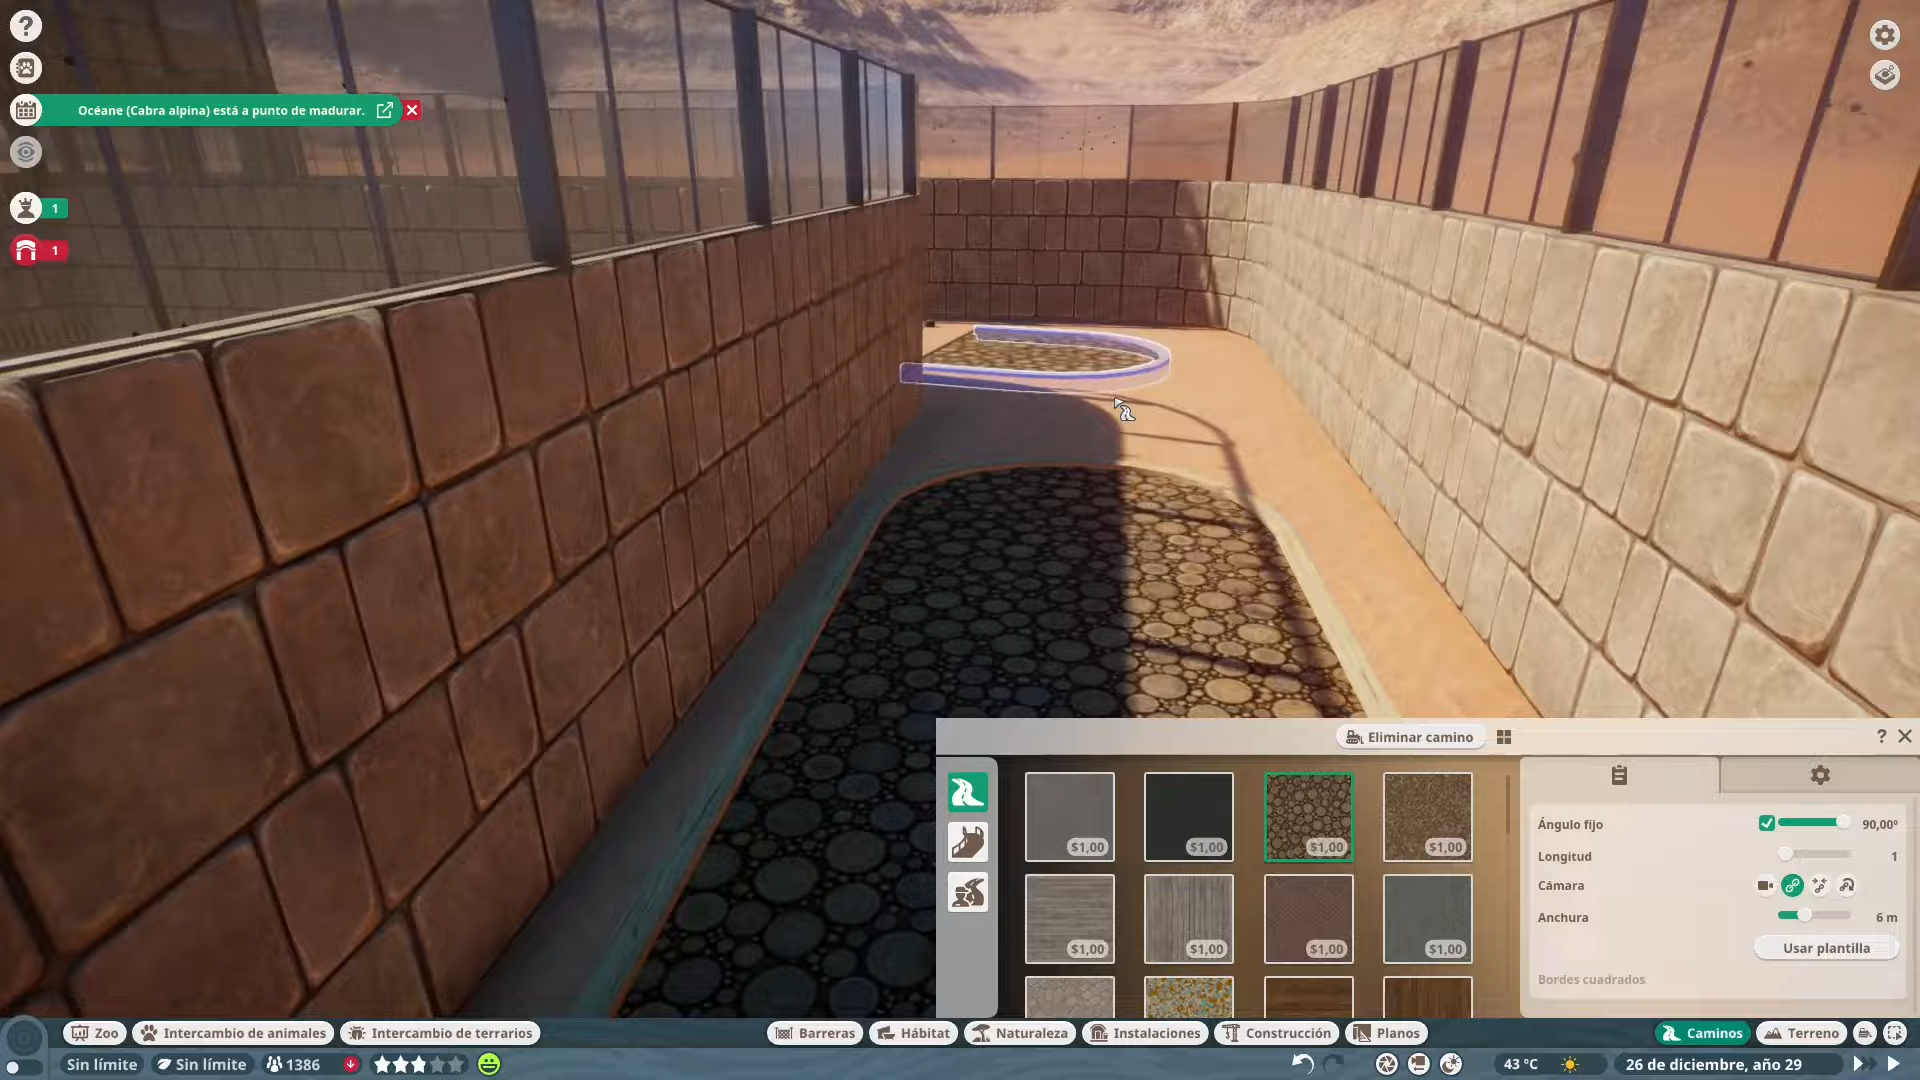 ?
Océane (Cabra alpina) está a punto de madurar.
1
1
Eliminar camino
?
$1,00 $1,00 $1,00 $1,00
$1,00 $1,00 $1,00 $1,00
Ángulo fijo 90,00º
Longitud 1
Cámara
Anchura 6 m
Usar plantilla
Bordes cuadrados
Zoo Intercambio de animales Intercambio de terrarios Barreras Hábitat Naturaleza Instalaciones Construcción Planos Caminos Terreno
Sin límite Sin límite 1386 43 °C 26 de diciembre, año 29